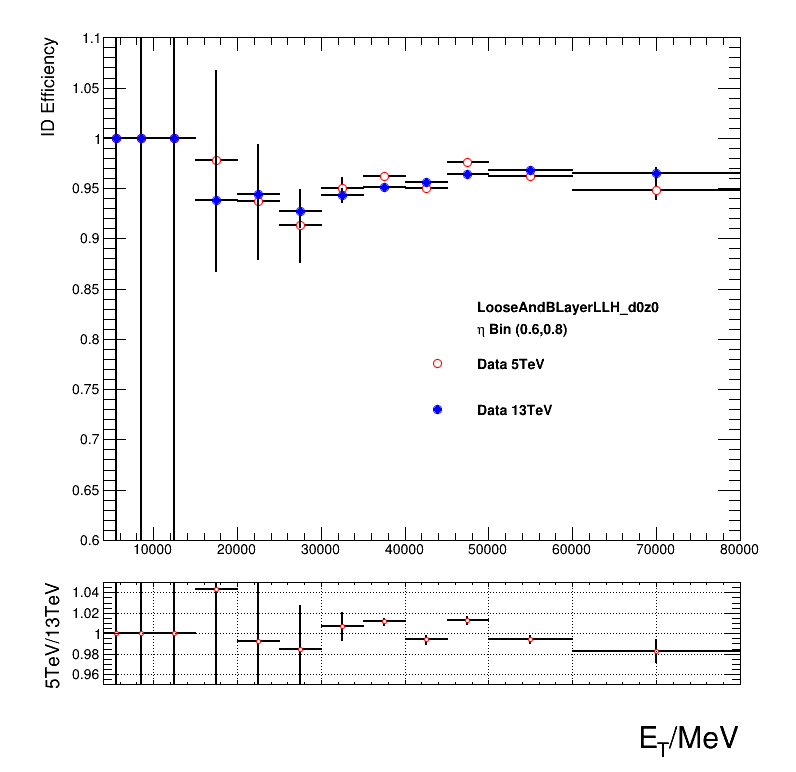 ID Efficiency
1.1
1.05
1
0.95
0.9
0.85
0.8
0.75
0.7
0.65
0.6
LooseAndBLayerLLH_d0z0
η Bin (0.6,0.8)
Data 5TeV
Data 13TeV
10000 20000 30000 40000 50000 60000 70000 80000
5TeV/13TeV
1.04
1.02
1
0.98
0.96
E_T/MeV